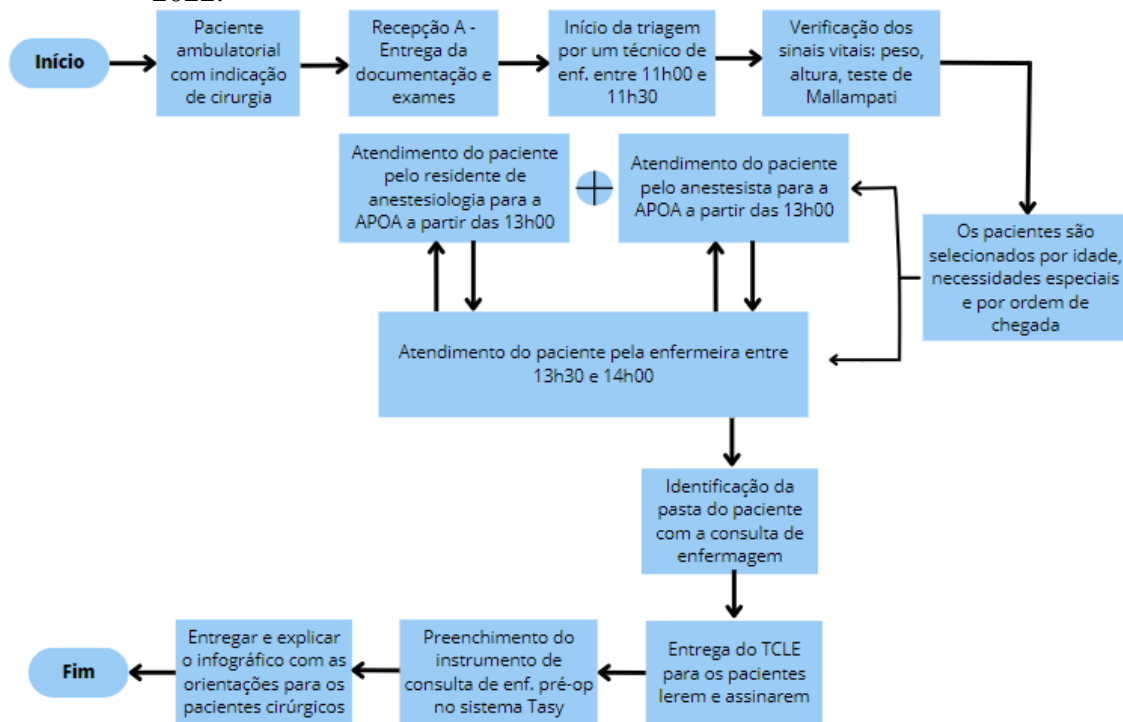 2022.
Início
Paciente
ambulatorial
com indicação
de cirurgia
Recepção A -
Entrega da
documentação e
exames
Início da triagem
por um técnico de
enf. entre 11h00 e
11h30
Verificação dos
sinais vitais: peso,
altura, teste de
Mallampati
Atendimento do paciente
pelo residente de
anestesiologia para a
APOA a partir das 13h00
Atendimento do paciente
pelo anestesista para a
APOA a partir das 13h00
Os pacientes são
selecionados por idade,
necessidades especiais
e por ordem de
chegada
Atendimento do paciente pela enfermeira entre
13h30 e 14h00
Identificação da
pasta do paciente
com a consulta de
enfermagem
Entrega do TCLE
para os pacientes
lerem e assinarem
Preenchimento do
instrumento de
consulta de enf. pré-op
no sistema Tasy
Entregar e explicar
o infográfico com as
orientações para os
pacientes cirúrgicos
Fim